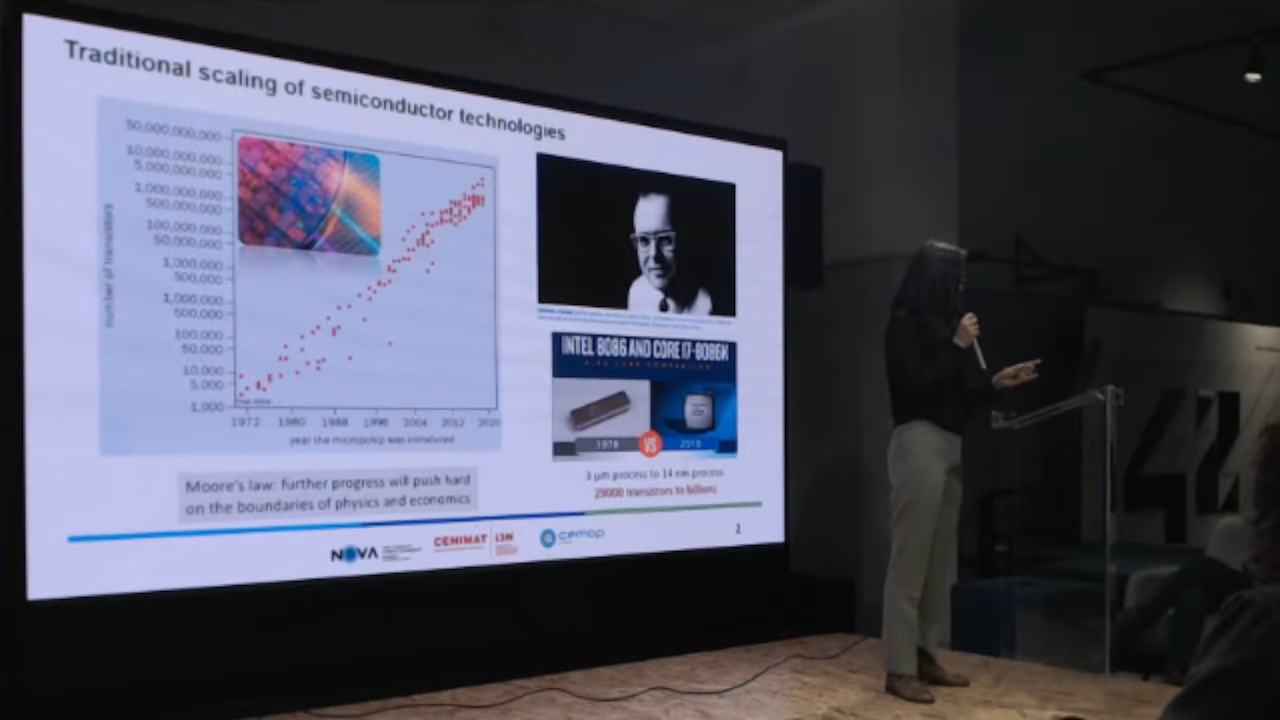 Traditional scaling of semiconductor technologies
50,000,000,000
10,000,000,000
5,000,000,000
1,000,000,000
500,000,000
100,000,000
50,000,000
1,000,000
500,000
1,000,000
500,000
100,000
50,000
10,000
5,000
1,000
number of transistors
1972 1980 1988 1996 2004 2012 2020
year the micropchip was introduced
Moore's law: further progress will push hard
on the boundaries of physics and economics
INTEL 8086 AND CORE I7-8086K
1978 VS 2018
3 µm process to 14 nm process
29000 transistors to billions
NOVA
CENIMAT i3N
cemop
2
42